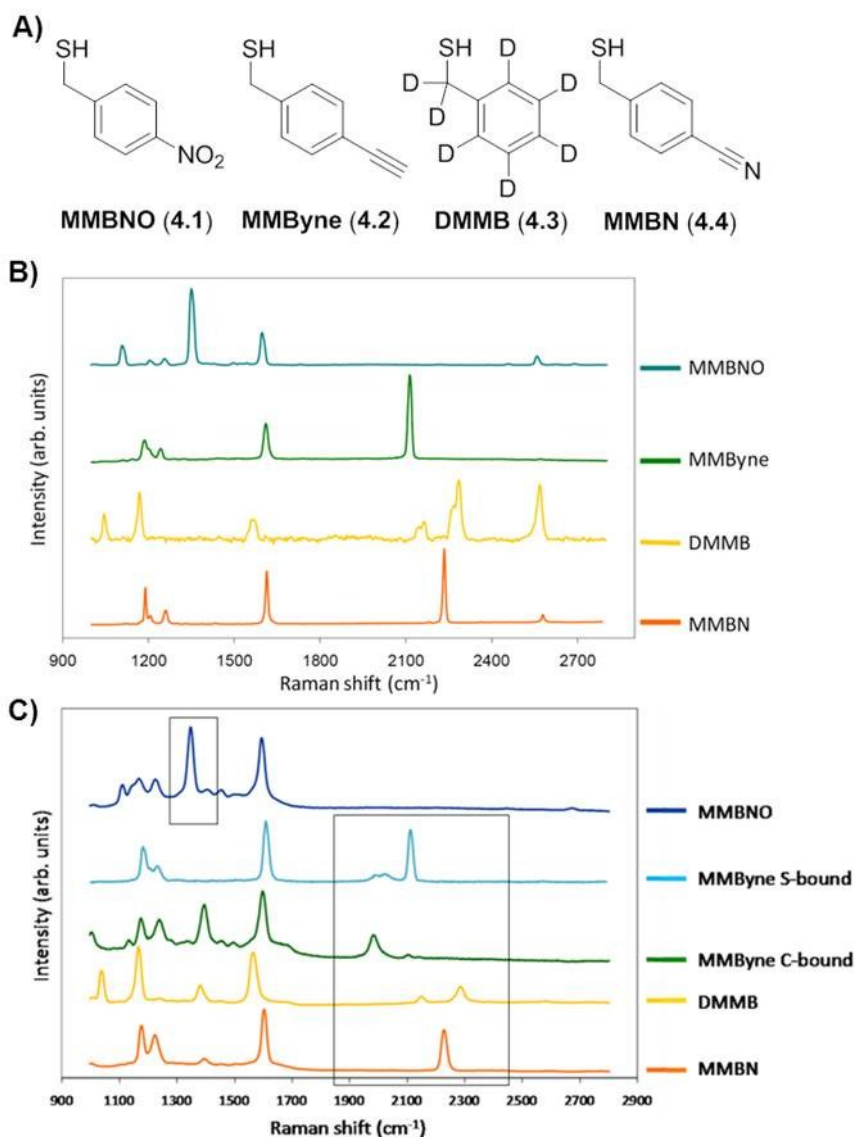 A)
SH SH SH SH
D D D
D
NO₂ D D N
D
MMBNO (4.1) MMByne (4.2) DMMB (4.3) MMBN (4.4)
B)
Intensity (arb. units)
MMBNO
MMByne
DMMB
MMBN
900 1200 1500 1800 2100 2400 2700
Raman shift (cm⁻¹)
C)
Intensity (arb. units)
MMBNO
MMByne S-bound
MMByne C-bound
DMMB
MMBN
900 1100 1300 1500 1700 1900 2100 2300 2500 2700 2900
Raman shift (cm⁻¹)